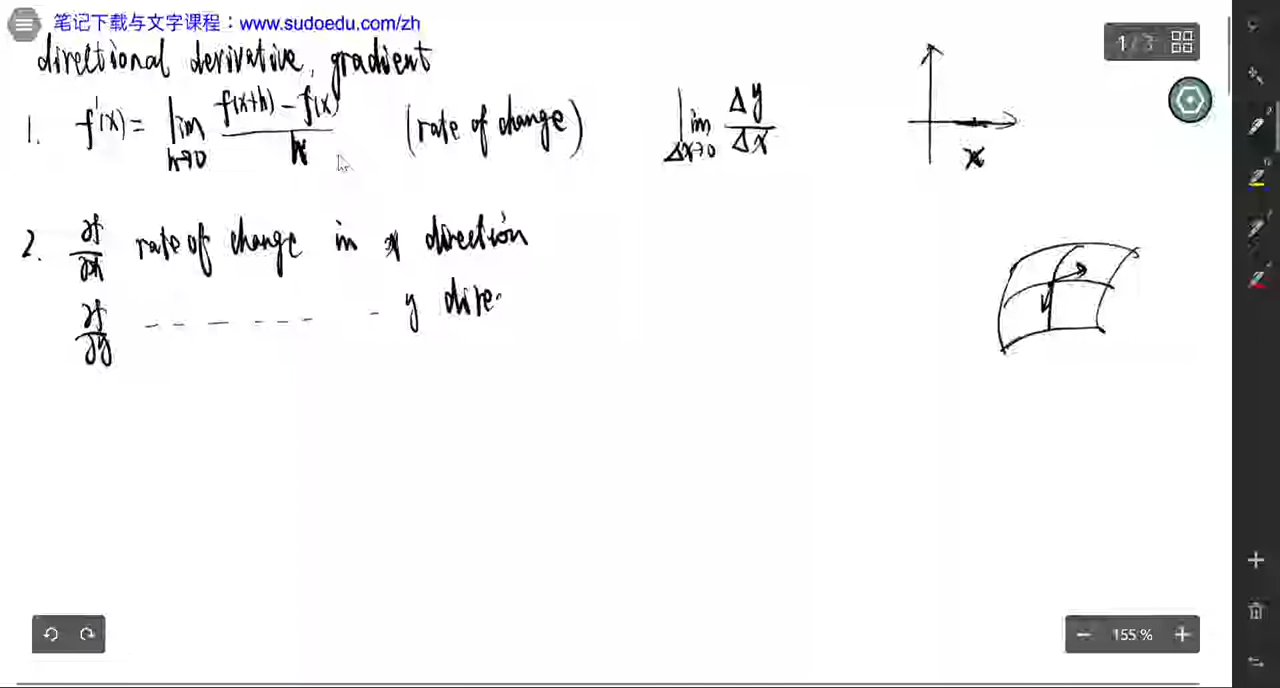 笔记下载与文字课程：www.sudoedu.com/zh
1 / 3
directional derivative, gradient
1. f'(x) = lim h→0 f(x+h) − f(x) / h (rate of change) lim Δx→0 Δy / Δx
x
2. ∂f/∂x rate of change in x direction
∂f/∂y - - - - - - - y dire-
155 %